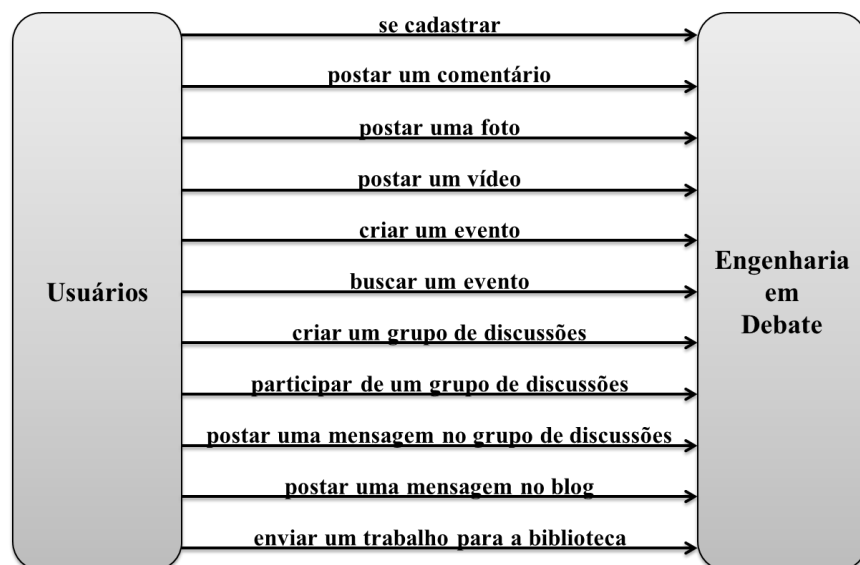 se cadastrar
postar um comentário
postar uma foto
postar um vídeo
criar um evento
buscar um evento
criar um grupo de discussões
participar de um grupo de discussões
postar uma mensagem no grupo de discussões
postar uma mensagem no blog
enviar um trabalho para a biblioteca
Usuários
Engenharia
em
Debate